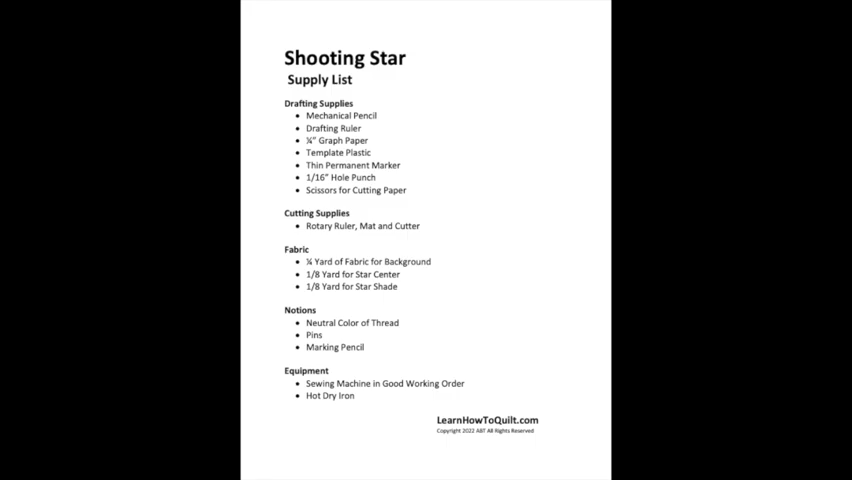 Shooting Star
Supply List
Drafting Supplies
• Mechanical Pencil
• Drafting Ruler
• ¼” Graph Paper
• Template Plastic
• Thin Permanent Marker
• 1/16” Hole Punch
• Scissors for Cutting Paper
Cutting Supplies
• Rotary Ruler, Mat and Cutter
Fabric
• ¼ Yard of Fabric for Background
• 1/8 Yard for Star Center
• 1/8 Yard for Star Shade
Notions
• Neutral Color of Thread
• Pins
• Marking Pencil
Equipment
• Sewing Machine in Good Working Order
• Hot Dry Iron
LearnHowToQuilt.com
Copyright 2022 ABT All Rights Reserved